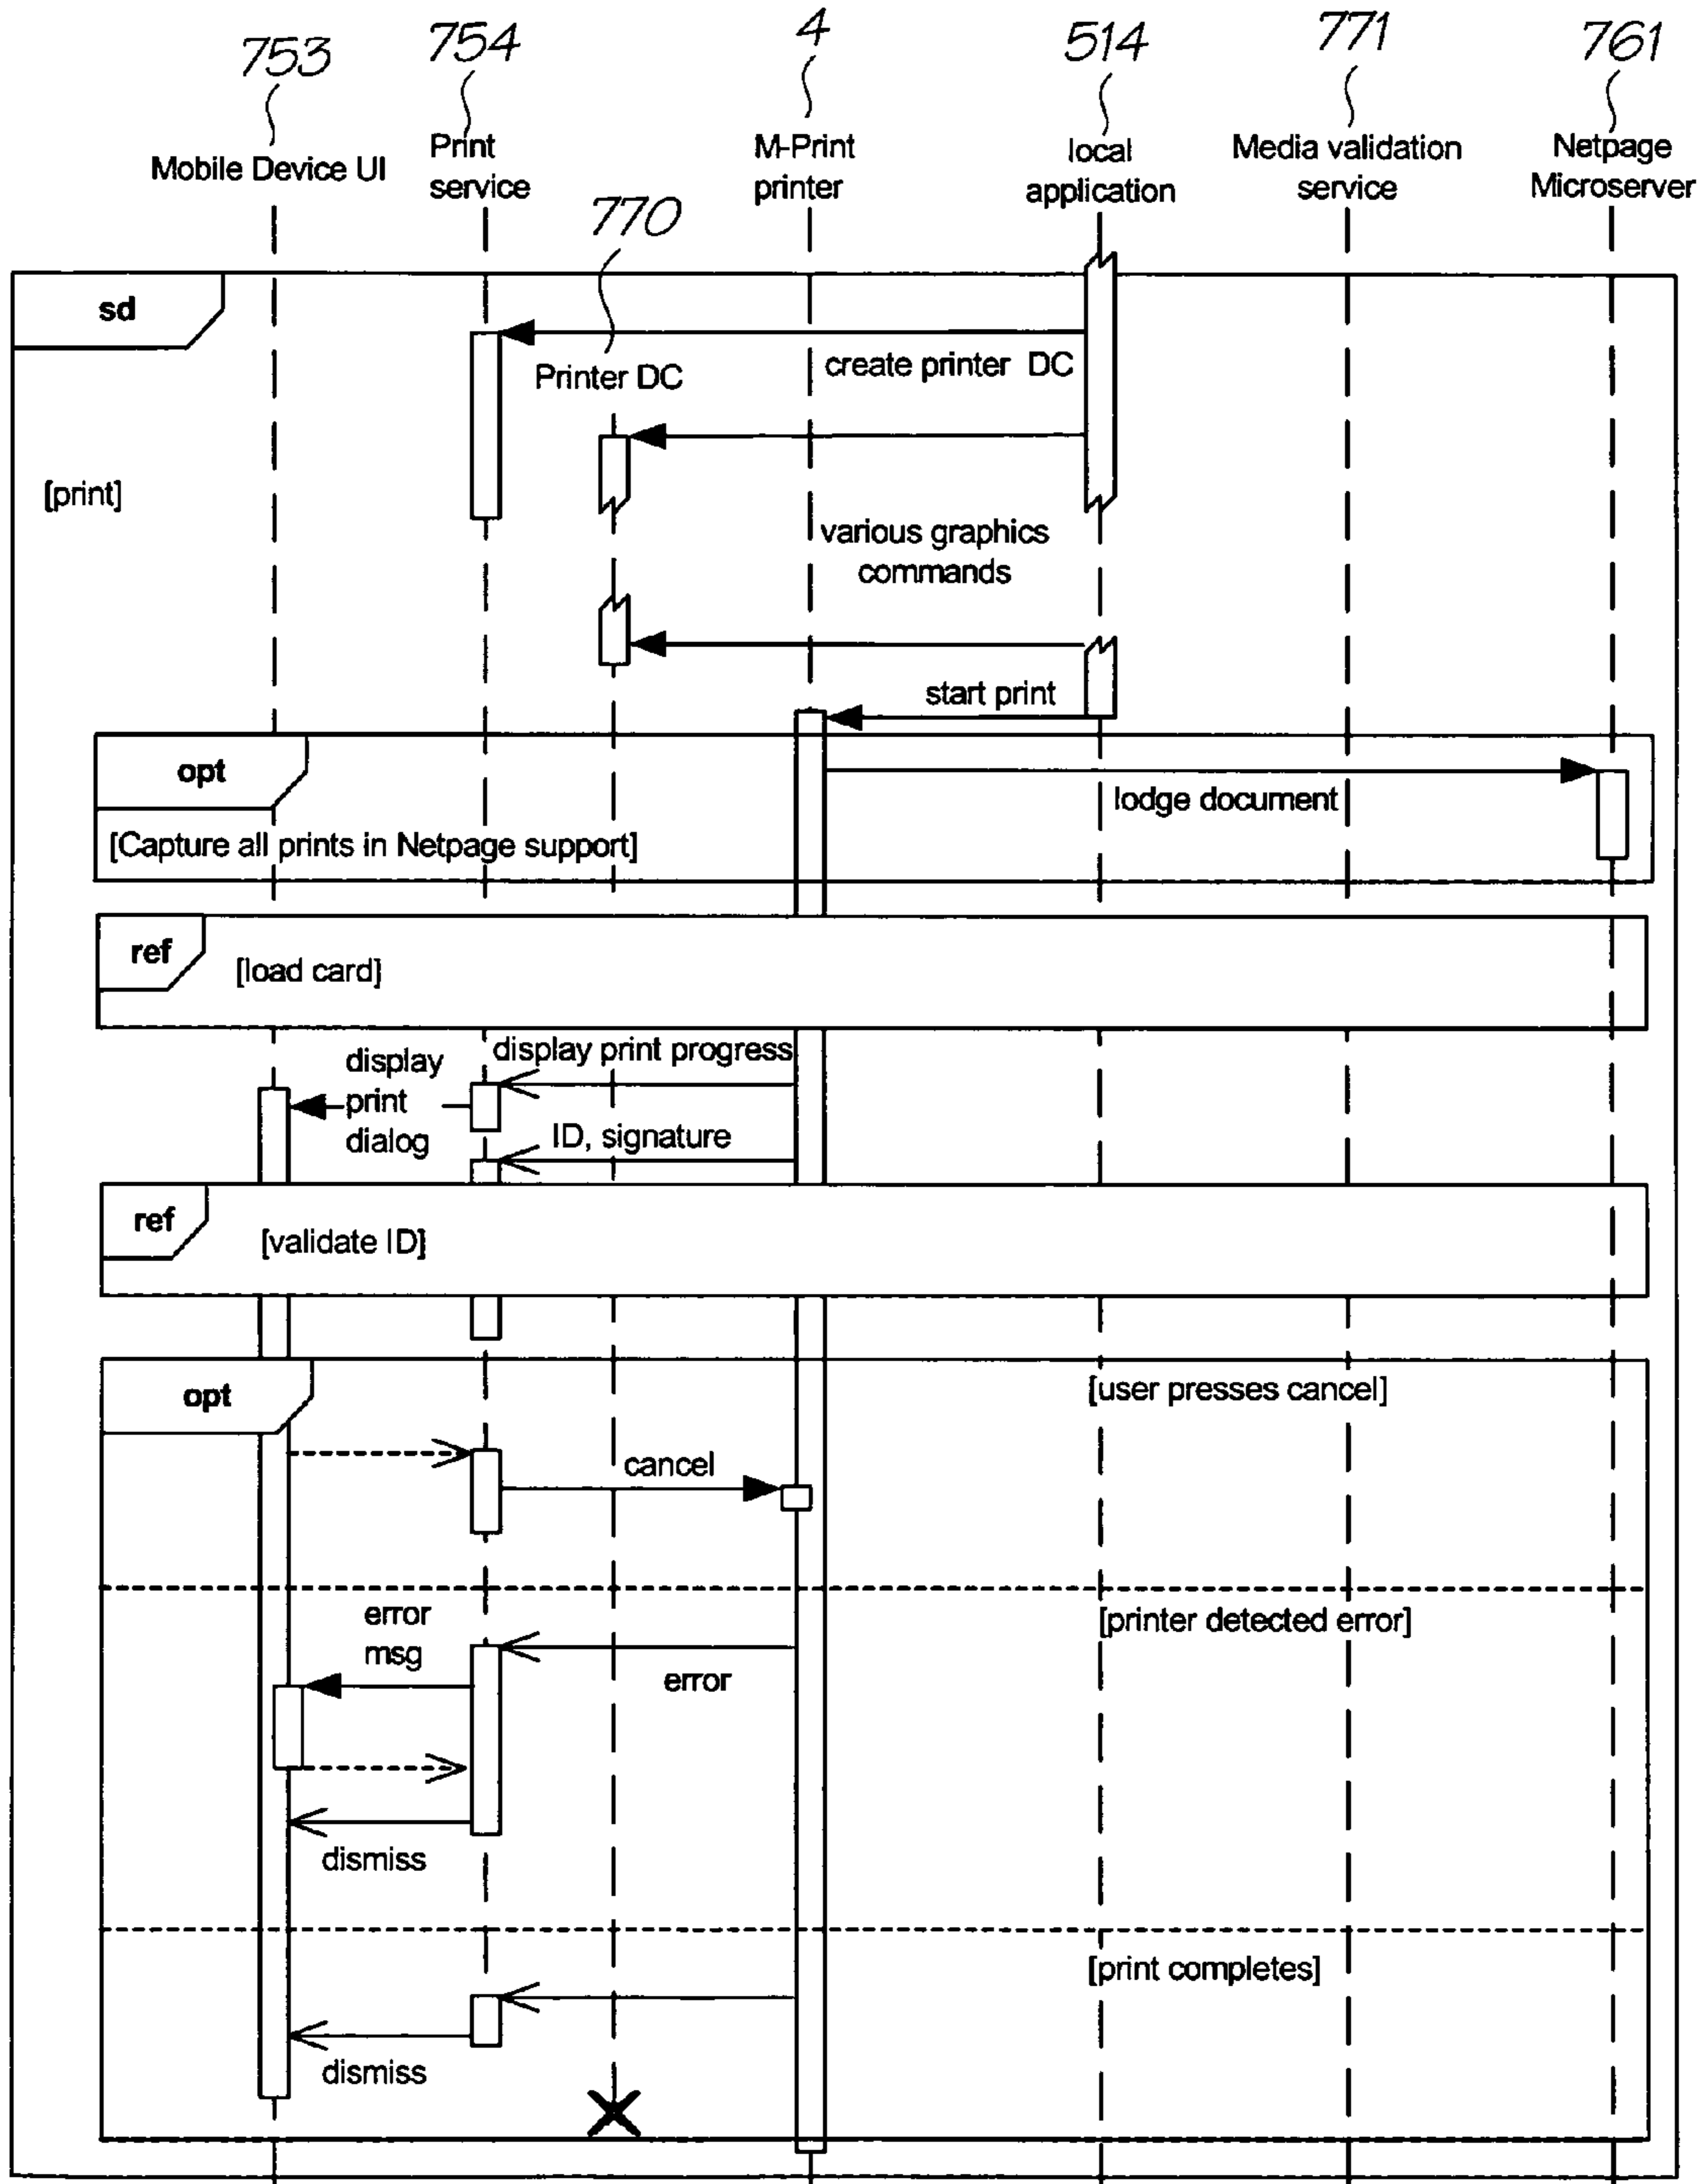 753
754
4
514
771
761
Mobile Device UI
Print
service
M-Print
printer
local
application
Media validation
service
Netpage
Microserver
770
sd
Printer DC
create printer DC
[print]
various graphics
commands
start print
opt
lodge document
[Capture all prints in Netpage support]
ref
[load card]
display print progress
display
print
dialog
ID, signature
ref
[validate ID]
opt
[user presses cancel]
cancel
error
msg
[printer detected error]
error
dismiss
[print completes]
dismiss